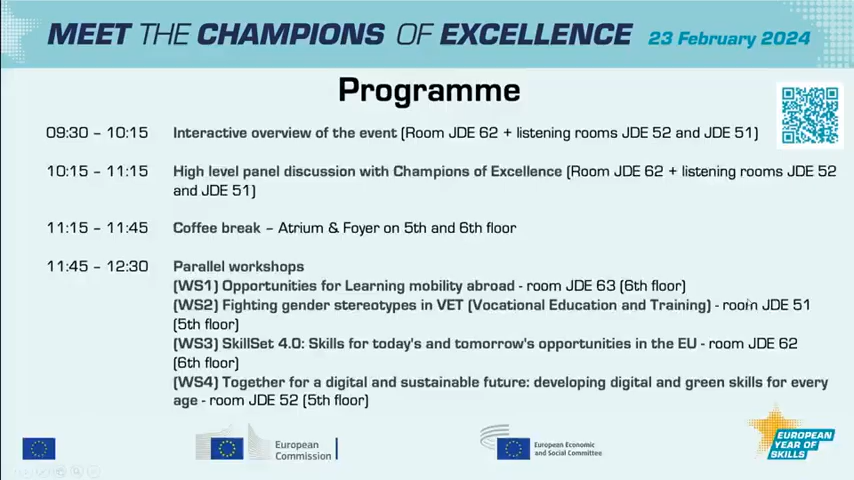 MEET THE CHAMPIONS OF EXCELLENCE 23 February 2024
Programme
09:30 – 10:15 Interactive overview of the event (Room JDE 62 + listening rooms JDE 52 and JDE 51)
10:15 – 11:15 High level panel discussion with Champions of Excellence (Room JDE 62 + listening rooms JDE 52
and JDE 51)
11:15 – 11:45 Coffee break – Atrium & Foyer on 5th and 6th floor
11:45 – 12:30 Parallel workshops
(WS1) Opportunities for Learning mobility abroad - room JDE 63 (6th floor)
(WS2) Fighting gender stereotypes in VET (Vocational Education and Training) - room JDE 51
(5th floor)
(WS3) SkillSet 4.0: Skills for today's and tomorrow's opportunities in the EU - room JDE 62
(6th floor)
(WS4) Together for a digital and sustainable future: developing digital and green skills for every
age - room JDE 52 (5th floor)
European
Commission
European Economic
and Social Committee
EUROPEAN
YEAR OF
SKILLS